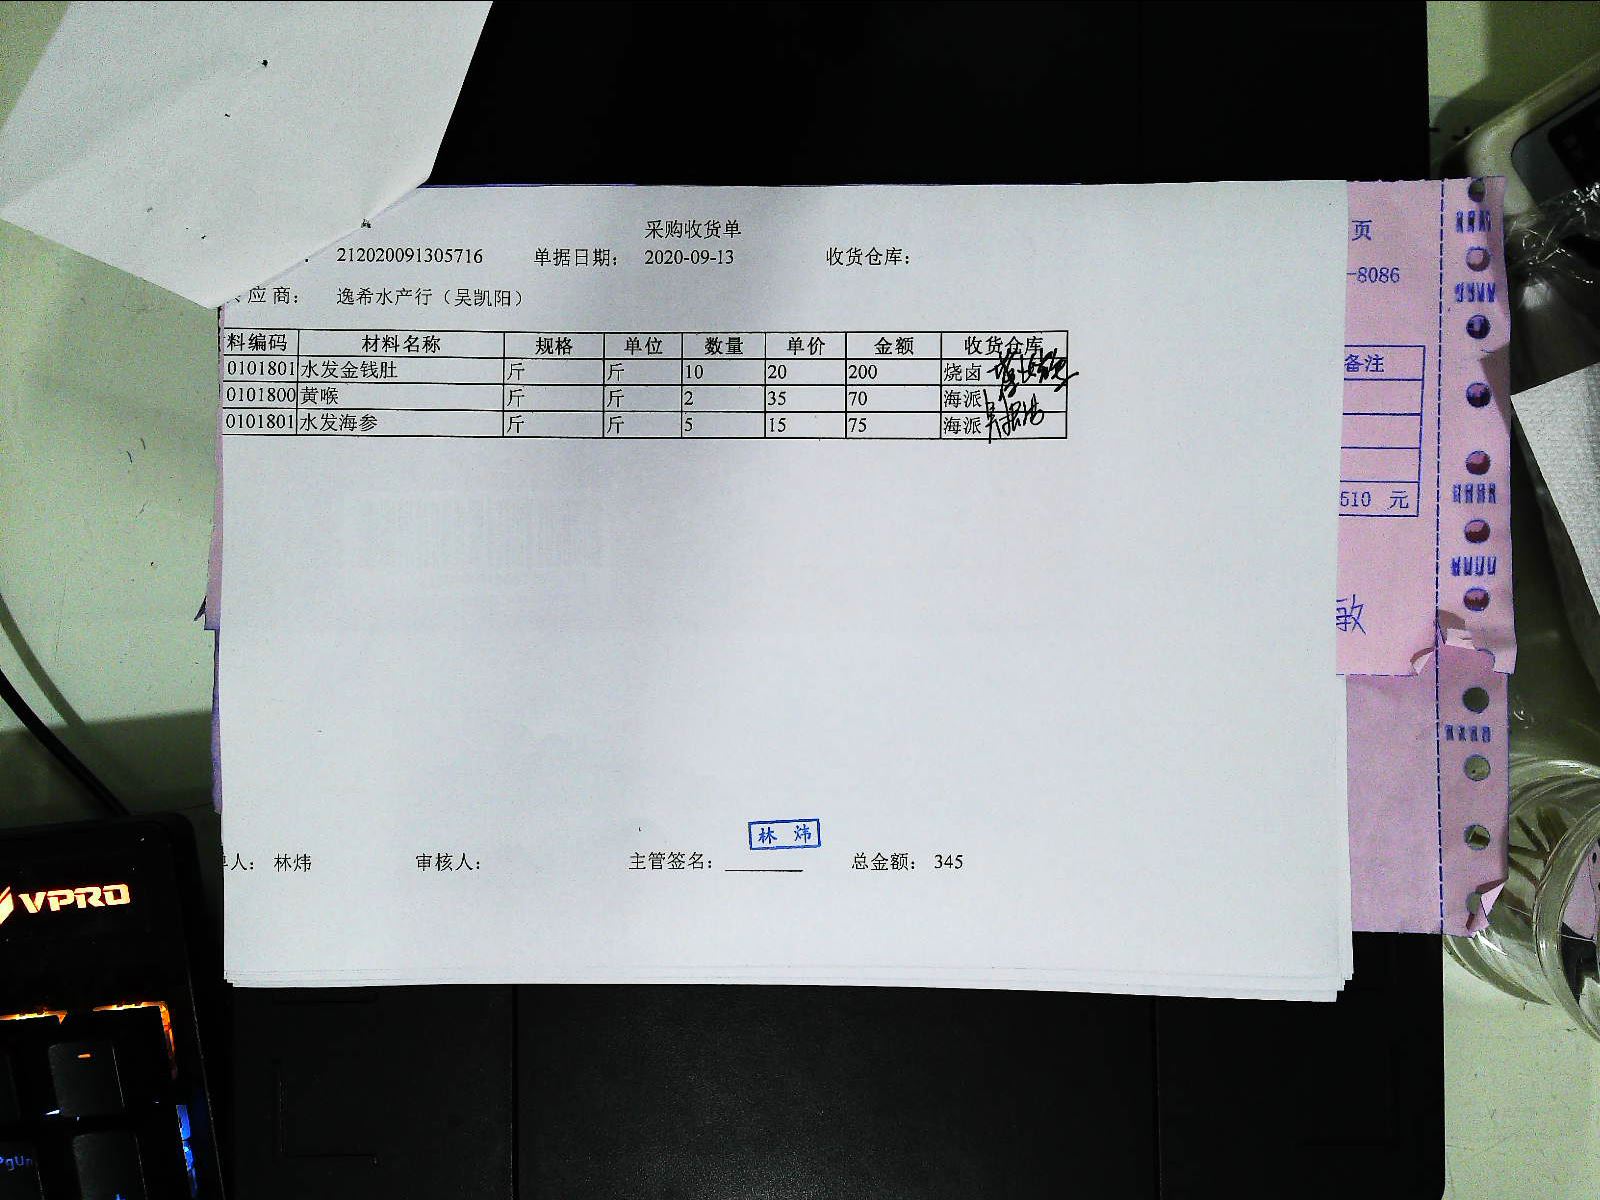 采购收货单
212020091305716 单据日期： 2020-09-13 收货仓库：
应商： 逸希水产行（吴凯阳）
料编码 材料名称 规格 单位 数量 单价 金额 收货仓库
0101801 水发金钱肚 斤 斤 10 20 200 烧卤
0101800 黄喉 斤 斤 2 35 70 海派
0101801 水发海参 斤 斤 5 15 75 海派
林 炜
人： 林炜 审核人： 主管签名： 总金额： 345
页
-8086
备注
510 元
敏
VPRO
PgUp